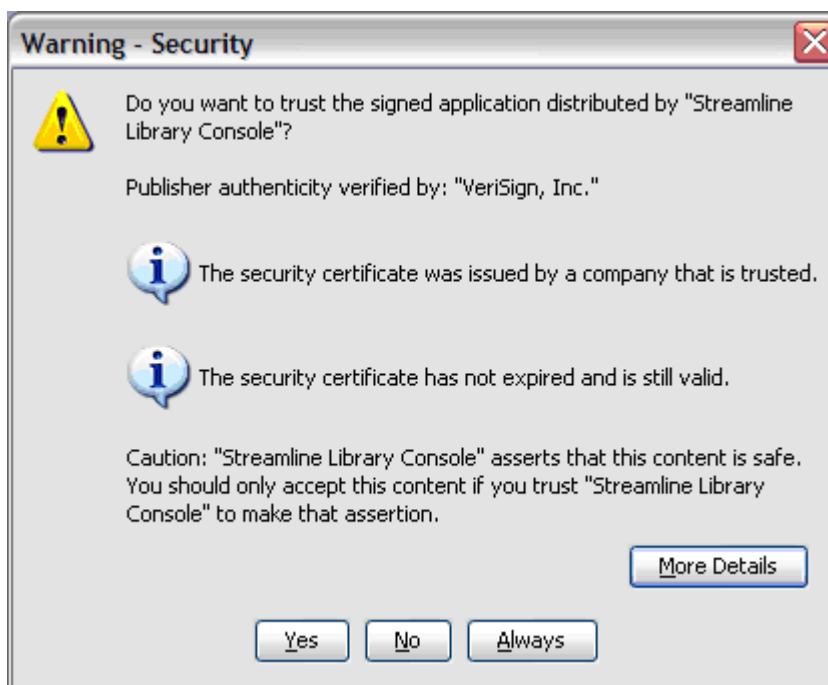 Warning - Security
Do you want to trust the signed application distributed by "Streamline
Library Console"?
Publisher authenticity verified by: "VeriSign, Inc."
The security certificate was issued by a company that is trusted.
The security certificate has not expired and is still valid.
Caution: "Streamline Library Console" asserts that this content is safe.
You should only accept this content if you trust "Streamline Library
Console" to make that assertion.
More Details
Yes No Always